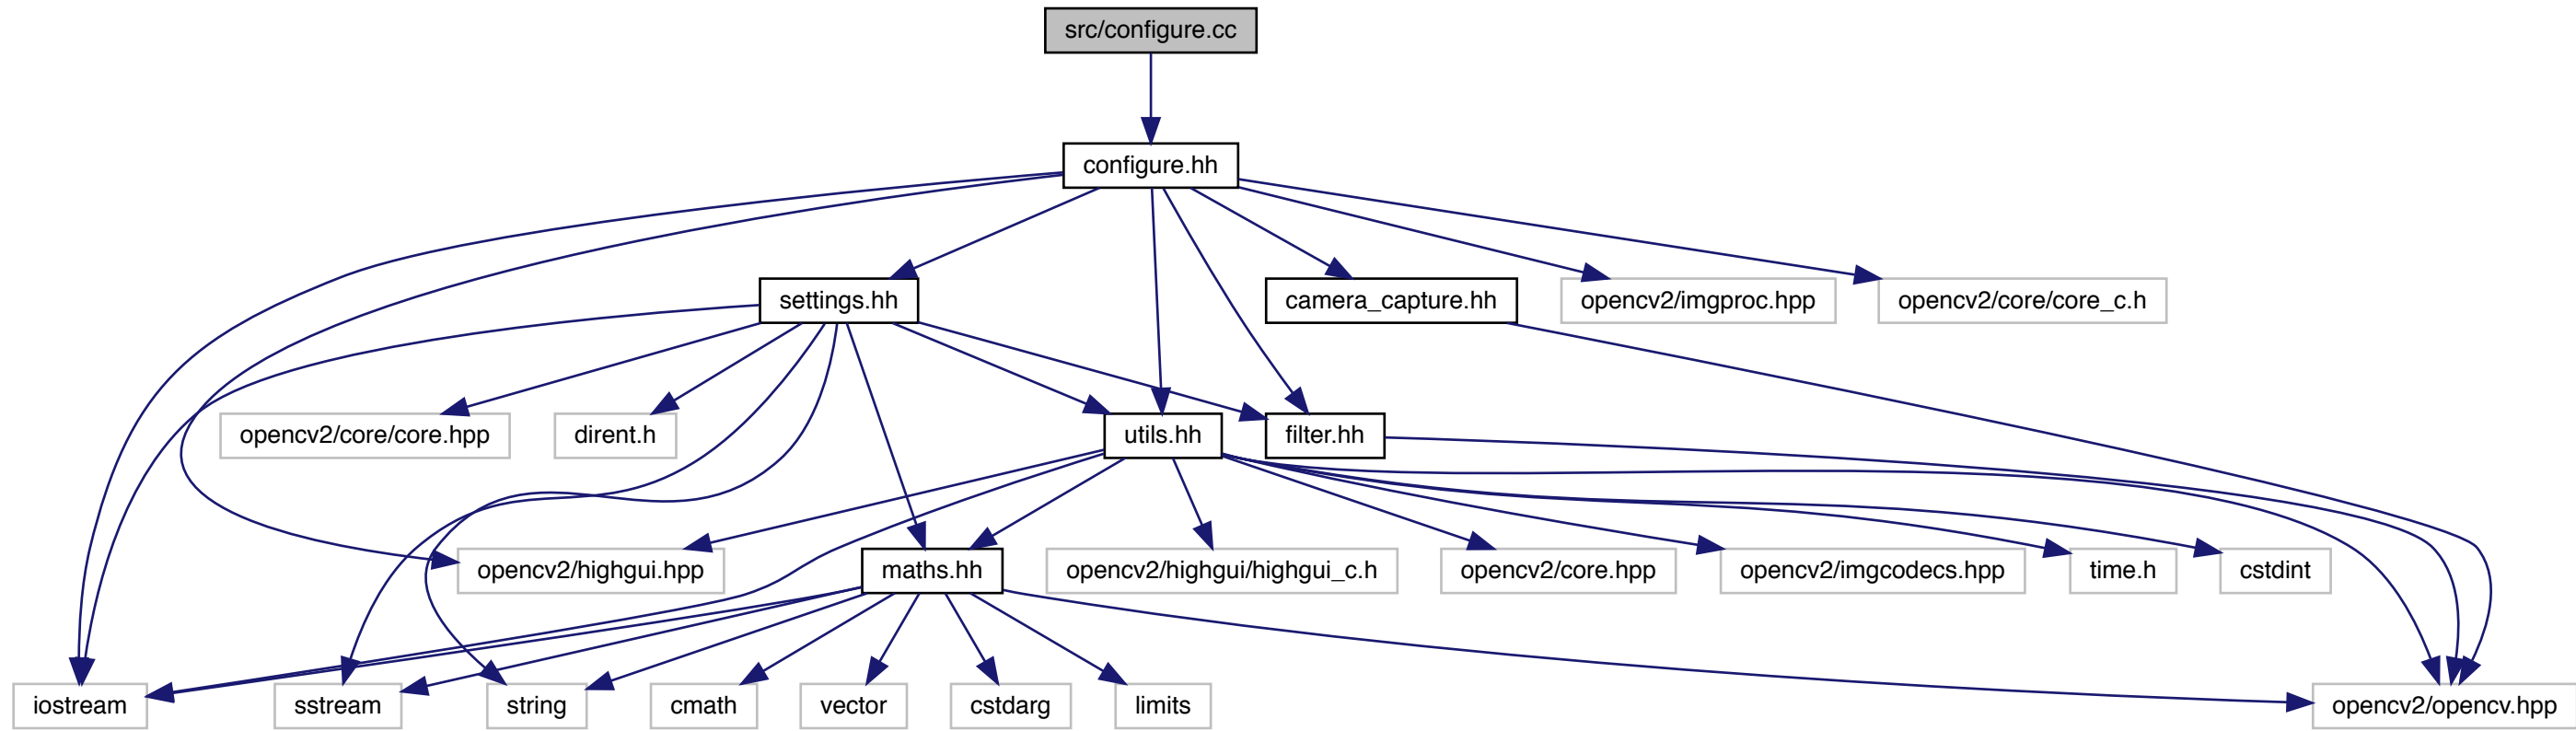 src/configure.cc
configure.hh
settings.hh
camera_capture.hh
opencv2/imgproc.hpp
opencv2/core/core_c.h
opencv2/core/core.hpp
dirent.h
utils.hh
filter.hh
opencv2/highgui.hpp
maths.hh
opencv2/highgui/highgui_c.h
opencv2/core.hpp
opencv2/imgcodecs.hpp
time.h
cstdint
iostream
sstream
string
cmath
vector
cstdarg
limits
opencv2/opencv.hpp